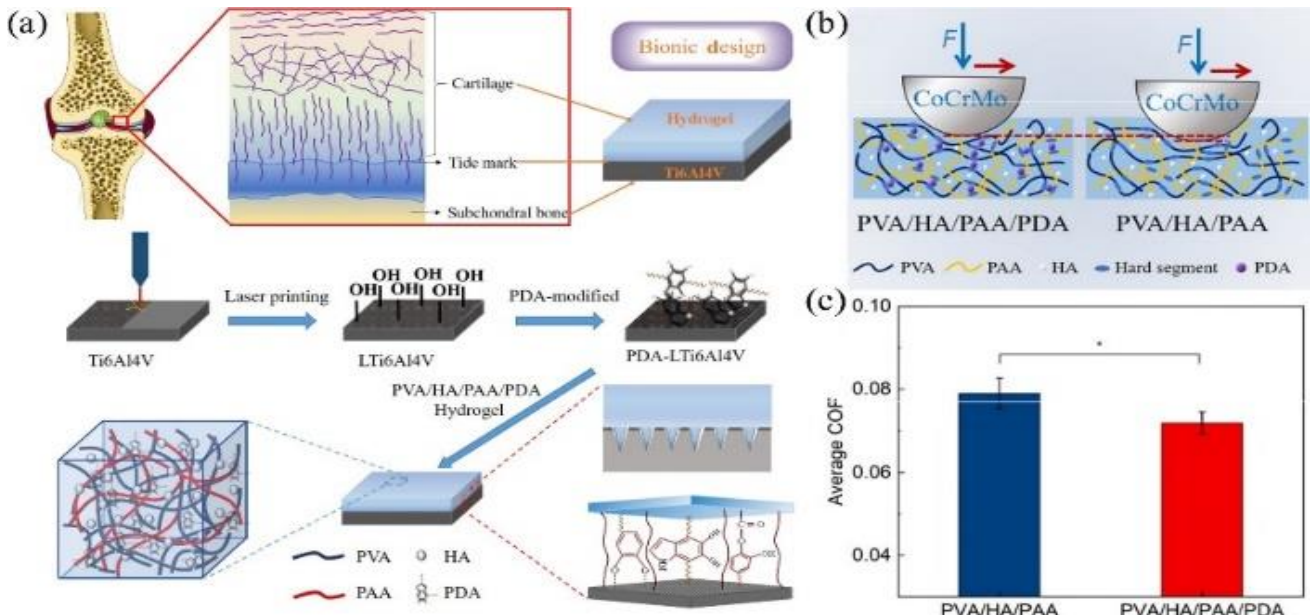 (a)
Bionic design
Cartilage
Hydrogel
Tide mark
Ti6Al4V
Subchondral bone
OH OH OH OH OH OH OH
Laser printing
PDA-modified
Ti6Al4V
LTi6Al4V
PDA-LTi6Al4V
PVA/HA/PAA/PDA
Hydrogel
PVA
HA
PAA
PDA
(b)
F
F
CoCrMo
CoCrMo
PVA/HA/PAA/PDA
PVA/HA/PAA
PVA
PAA
HA
Hard segment
PDA
(c)
0.10
0.08
0.06
0.04
Average COF
*
PVA/HA/PAA
PVA/HA/PAA/PDA